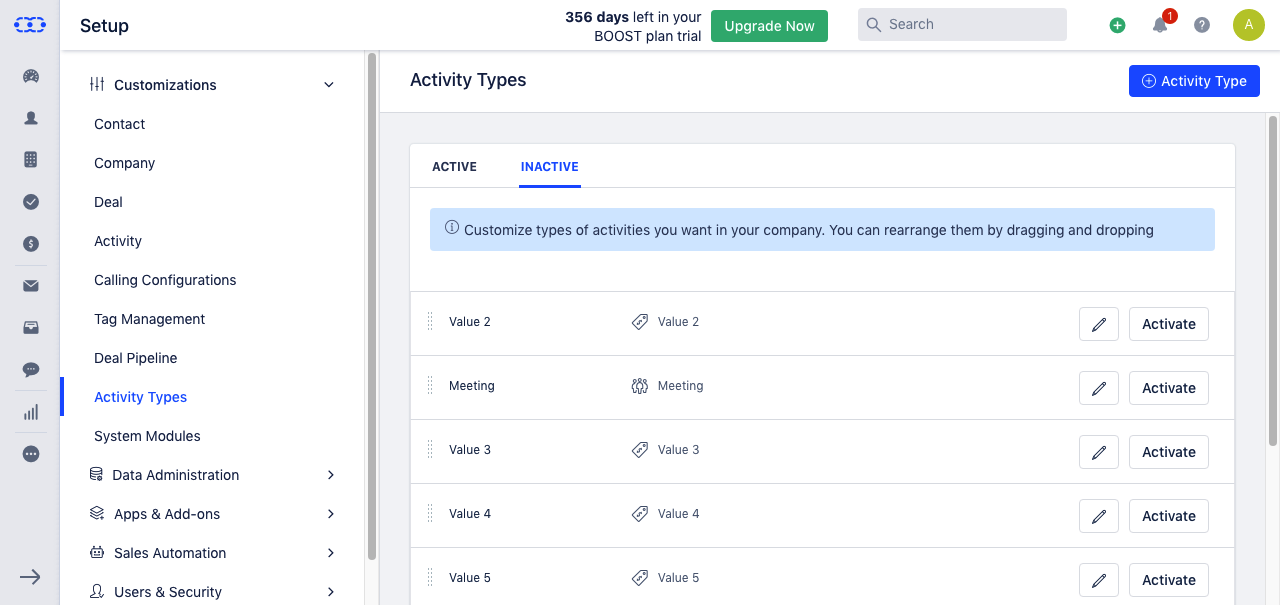 Setup
356 days left in your
BOOST plan trial
Upgrade Now
Search
1
A
Customizations
Contact
Company
Deal
Activity
Calling Configurations
Tag Management
Deal Pipeline
Activity Types
System Modules
Data Administration
Apps & Add-ons
Sales Automation
Users & Security
Activity Types
Activity Type
ACTIVE
INACTIVE
Customize types of activities you want in your company. You can rearrange them by dragging and dropping
Value 2
Value 2
Activate
Meeting
Meeting
Activate
Value 3
Value 3
Activate
Value 4
Value 4
Activate
Value 5
Value 5
Activate